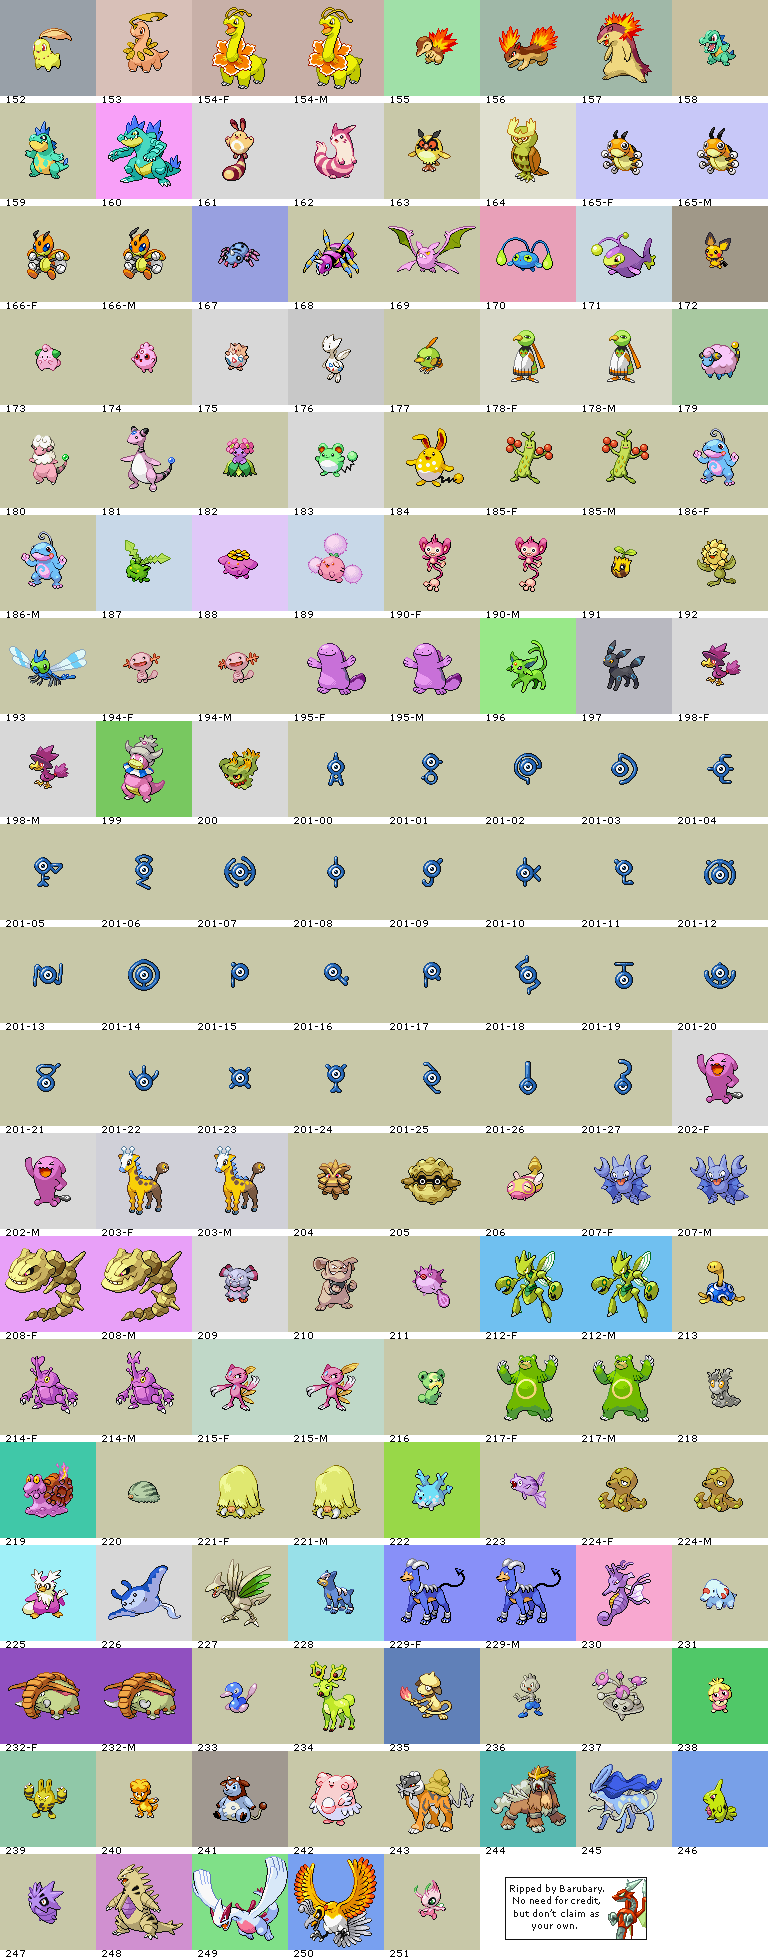 152 153 154-F 154-M 155 156 157 158
159 160 161 162 163 164 165-F 165-M
166-F 166-M 167 168 169 170 171 172
173 174 175 176 177 178-F 178-M 179
180 181 182 183 184 185-F 185-M 186-F
186-M 187 188 189 190-F 190-M 191 192
193 194-F 194-M 195-F 195-M 196 197 198-F
198-M 199 200 201-00 201-01 201-02 201-03 201-04
201-05 201-06 201-07 201-08 201-09 201-10 201-11 201-12
201-13 201-14 201-15 201-16 201-17 201-18 201-19 201-20
201-21 201-22 201-23 201-24 201-25 201-26 201-27 202-F
202-M 203-F 203-M 204 205 206 207-F 207-M
208-F 208-M 209 210 211 212-F 212-M 213
214-F 214-M 215-F 215-M 216 217-F 217-M 218
219 220 221-F 221-M 222 223 224-F 224-M
225 226 227 228 229-F 229-M 230 231
232-F 232-M 233 234 235 236 237 238
239 240 241 242 243 244 245 246
Ripped by Barubary.
No need for credit,
but don't claim as
your own.
247 248 249 250 251